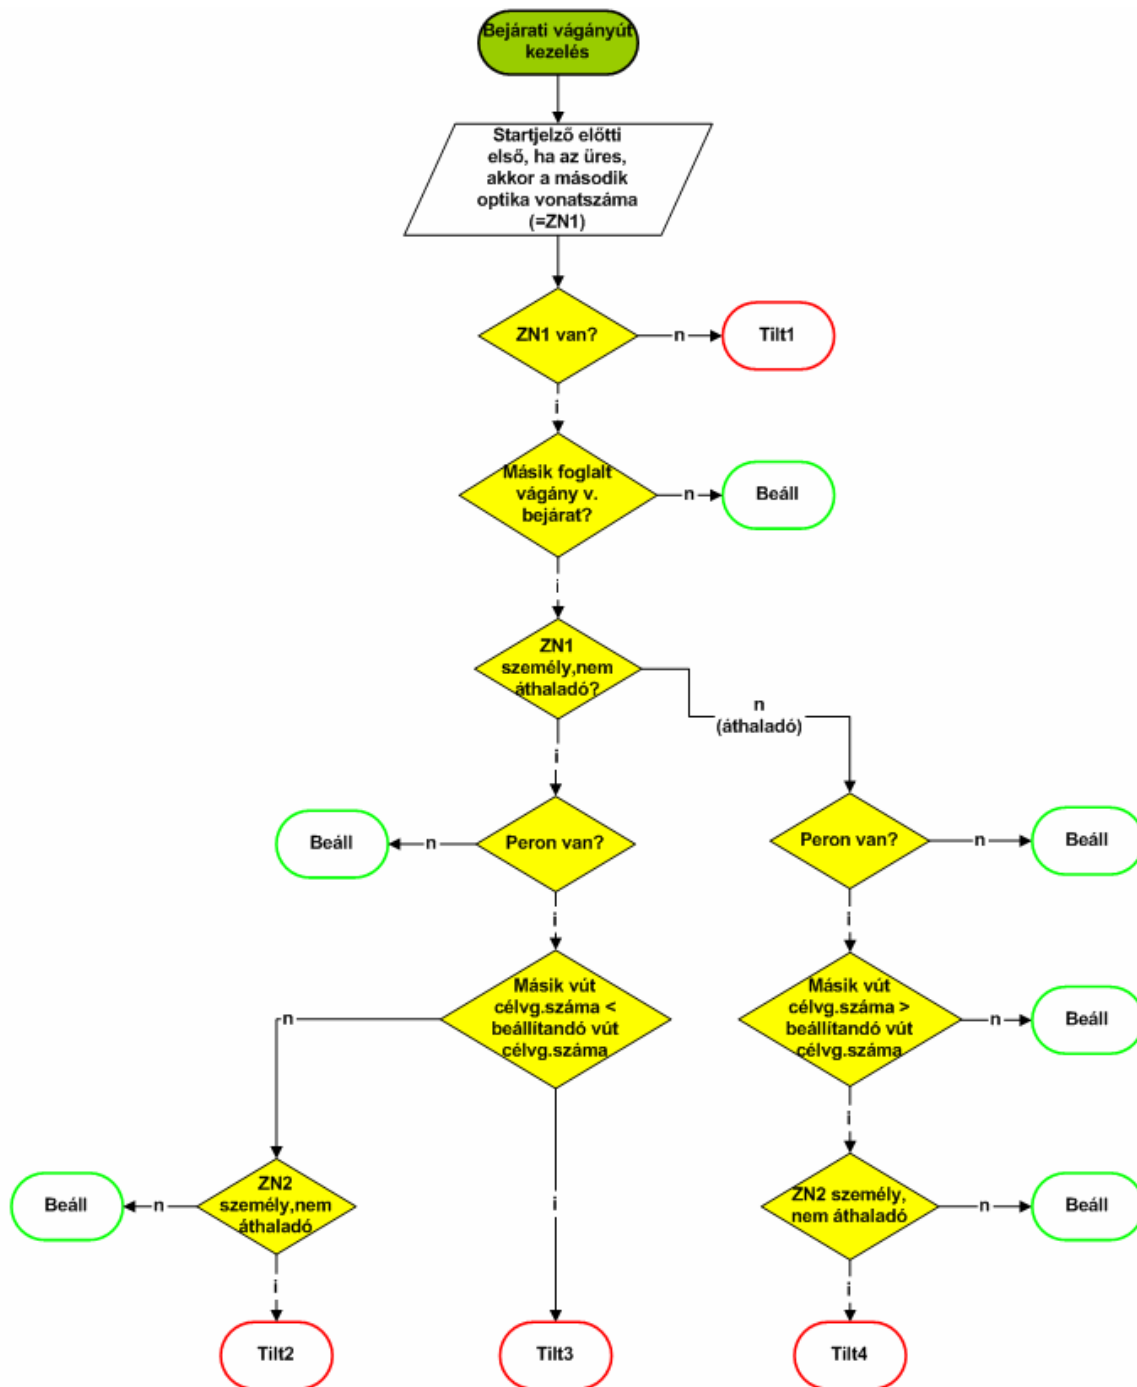 Bejárati vágányút
kezelés
Startjelző előtti
első, ha az üres,
akkor a második
optika vonatszáma
(=ZN1)
ZN1 van?
n
Tilt1
i
Másik foglalt
vágány v.
bejárat?
n
Beáll
i
ZN1
személy,nem
áthaladó?
n
(áthaladó)
i
Beáll
n
Peron van?
Peron van?
n
Beáll
i
i
Másik vút
célvg.száma <
beállítandó vút
célvg.száma
n
Másik vút
célvg.száma >
beállítandó vút
célvg.száma
n
Beáll
i
i
Beáll
n
ZN2
személy,nem
áthaladó
ZN2 személy,
nem áthaladó
n
Beáll
i
i
Tilt2
Tilt3
Tilt4